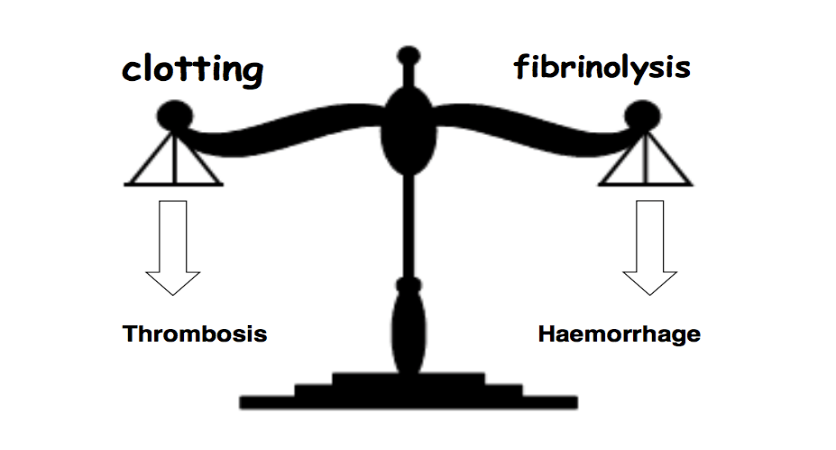 clotting
fibrinolysis
Thrombosis
Haemorrhage